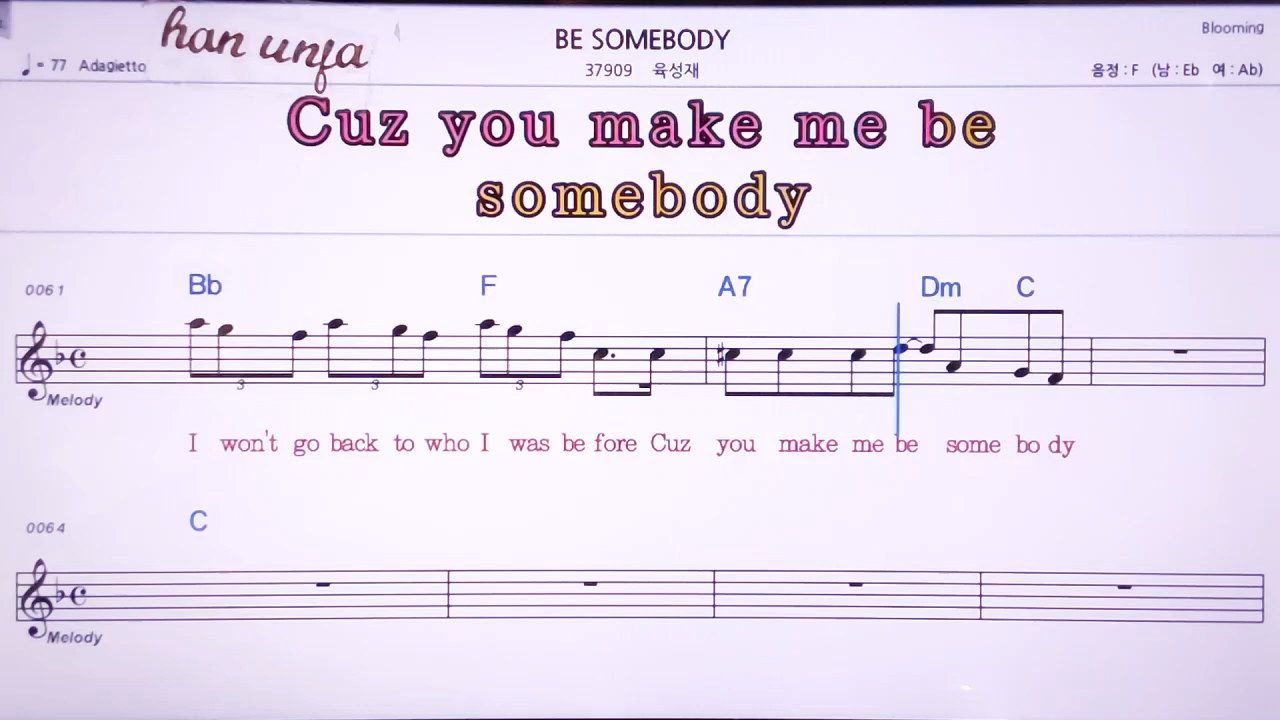 han unfa
BE SOMEBODY
Blooming
♩= 77 Adagietto
37909 육성재
음정 : F (남 : Eb 여 : Ab)
Cuz you make me be
somebody
0061
Bb F A7 Dm C
3 3 3
Melody
I won't go back to who I was be fore Cuz you make me be some bo dy
0064
C
Melody